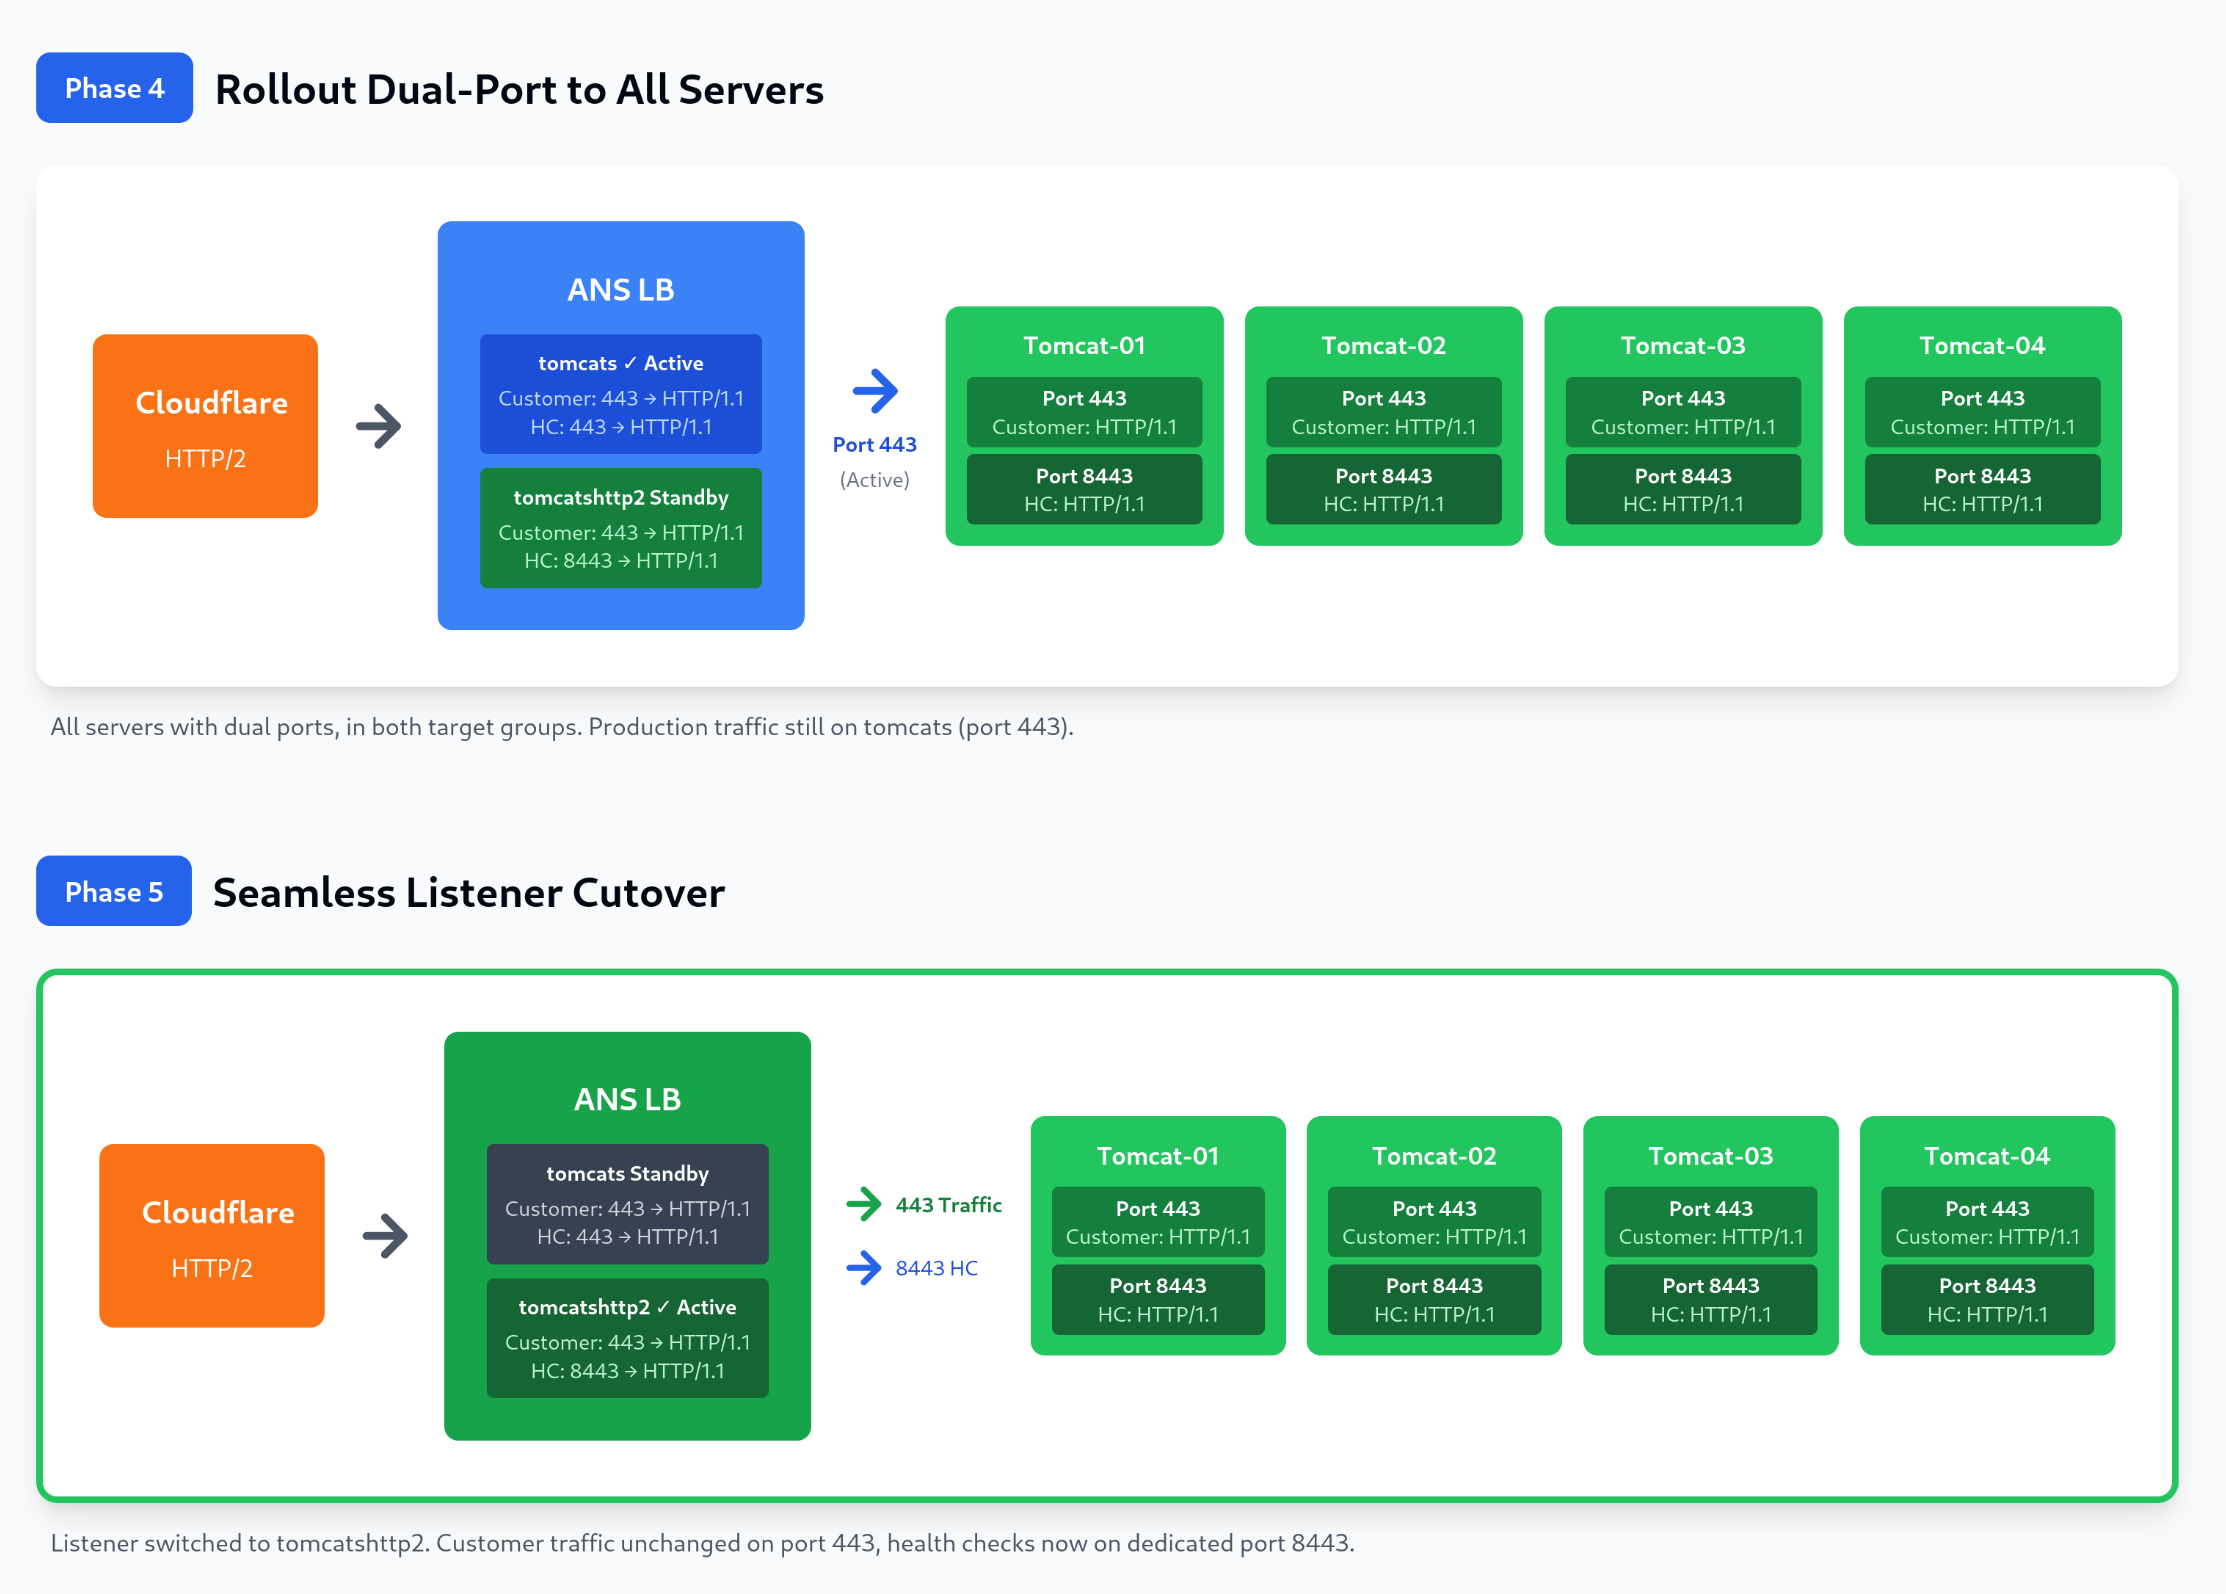 Phase 4
Rollout Dual-Port to All Servers
Cloudflare
HTTP/2
ANS LB
tomcats ✓ Active
Customer: 443 → HTTP/1.1
HC: 443 → HTTP/1.1
tomcatshttp2 Standby
Customer: 443 → HTTP/1.1
HC: 8443 → HTTP/1.1
Port 443
(Active)
Tomcat-01
Port 443
Customer: HTTP/1.1
Port 8443
HC: HTTP/1.1
Tomcat-02
Port 443
Customer: HTTP/1.1
Port 8443
HC: HTTP/1.1
Tomcat-03
Port 443
Customer: HTTP/1.1
Port 8443
HC: HTTP/1.1
Tomcat-04
Port 443
Customer: HTTP/1.1
Port 8443
HC: HTTP/1.1
All servers with dual ports, in both target groups. Production traffic still on tomcats (port 443).
Phase 5
Seamless Listener Cutover
Cloudflare
HTTP/2
ANS LB
tomcats Standby
Customer: 443 → HTTP/1.1
HC: 443 → HTTP/1.1
tomcatshttp2 ✓ Active
Customer: 443 → HTTP/1.1
HC: 8443 → HTTP/1.1
443 Traffic
8443 HC
Tomcat-01
Port 443
Customer: HTTP/1.1
Port 8443
HC: HTTP/1.1
Tomcat-02
Port 443
Customer: HTTP/1.1
Port 8443
HC: HTTP/1.1
Tomcat-03
Port 443
Customer: HTTP/1.1
Port 8443
HC: HTTP/1.1
Tomcat-04
Port 443
Customer: HTTP/1.1
Port 8443
HC: HTTP/1.1
Listener switched to tomcatshttp2. Customer traffic unchanged on port 443, health checks now on dedicated port 8443.